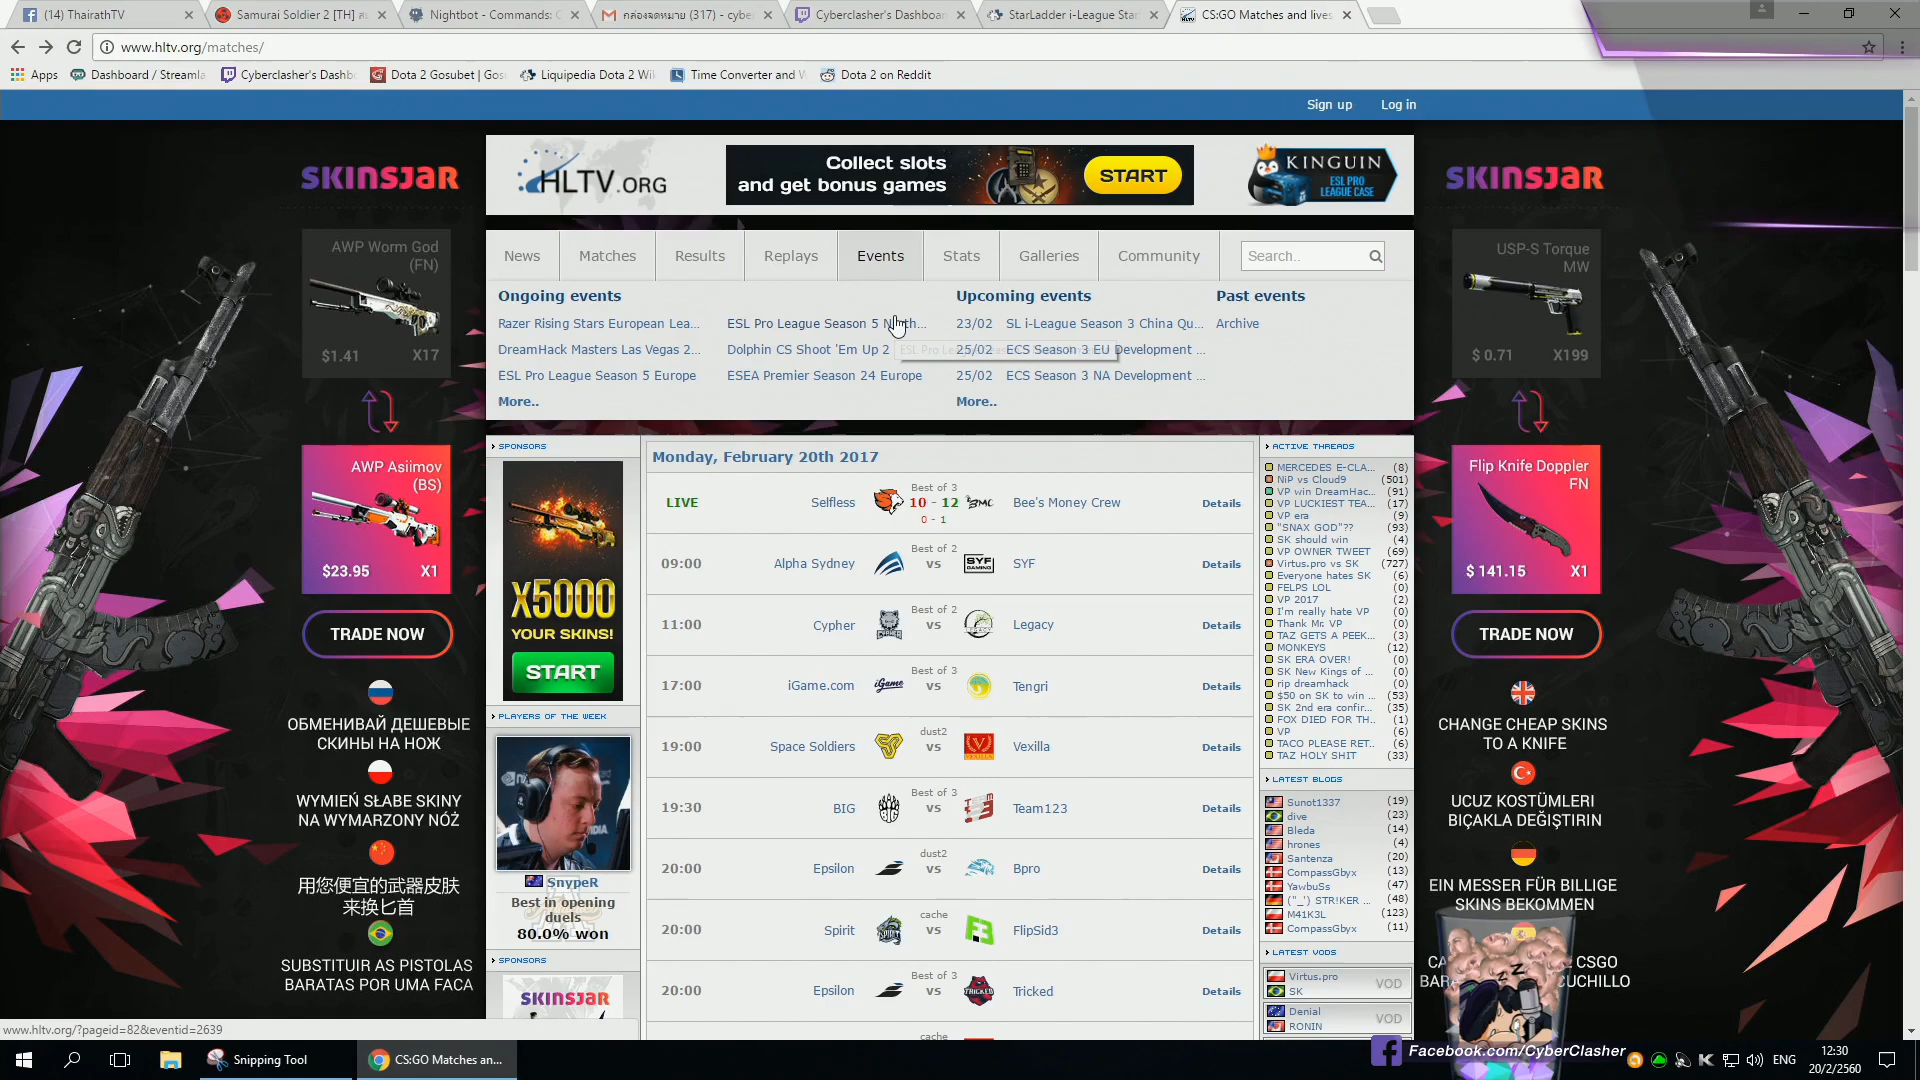 (14) ThairathTV
Samurai Soldier 2 [TH]
Nightbot - Commands: C
กล่องจดหมาย (317) - cyber
Cyberclasher's Dashboar
StarLadder i-League Star
CS:GO Matches and lives
www.hltv.org/matches/
Apps
Dashboard / Streamla
Cyberclasher's Dashb
Dota 2 Gosubet | Gos
Liquipedia Dota 2 Wi
Time Converter and W
Dota 2 on Reddit
Sign up
Log in
HLTV.ORG
Collect slots
and get bonus games
START
KINGUIN
ESL PRO
LEAGUE CASE
News
Matches
Results
Replays
Events
Stats
Galleries
Community
Search..
Ongoing events
Upcoming events
Past events
Razer Rising Stars European Lea...
ESL Pro League Season 5 North...
23/02 SL i-League Season 3 China Qu...
Archive
DreamHack Masters Las Vegas 2...
Dolphin CS Shoot 'Em Up 2
25/02 ECS Season 3 EU Development ...
ESL Pro League Season 5 Europe
ESEA Premier Season 24 Europe
25/02 ECS Season 3 NA Development ...
More..
More..
SKINSJAR
AWP Worm God
(FN)
$1.41 X17
AWP Asiimov
(BS)
$23.95 X1
TRADE NOW
ОБМЕНИВАЙ ДЕШЕВЫЕ
СКИНЫ НА НОЖ
WYMIEŃ SŁABE SKINY
NA WYMARZONY NÓŻ
用您便宜的武器皮肤
来换匕首
SUBSTITUIR AS PISTOLAS
BARATAS POR UMA FACA
SPONSORS
X5000
YOUR SKINS!
START
PLAYERS OF THE WEEK
SnypeR
Best in opening
duels
80.0% won
SPONSORS
SKINSJAR
Monday, February 20th 2017
LIVE Selfless Best of 3 10 - 12 0 - 1 Bee's Money Crew Details
09:00 Alpha Sydney Best of 2 vs SYF GAMING SYF Details
11:00 Cypher Best of 2 vs Legacy Details
17:00 iGame.com iGame Best of 3 vs Tengri Details
19:00 Space Soldiers dust2 vs Vexilla Details
19:30 BIG Best of 3 vs Team123 Details
20:00 Epsilon dust2 vs Bpro Details
20:00 Spirit cache vs FlipSid3 Details
20:00 Epsilon Best of 3 vs Tricked Details
cache
ACTIVE THREADS
MERCEDES E-CLA... (8)
NiP vs Cloud9 (501)
VP win DreamHac... (91)
VP LUCKIEST TEA... (17)
VP era (9)
"SNAX GOD"?? (93)
SK should win (4)
VP OWNER TWEET (69)
Virtus.pro vs SK (727)
Everyone hates SK (6)
FELPS LOL (6)
VP 2017 (2)
I'm really hate VP (0)
Thank Mr. VP (0)
TAZ GETS A PEEK... (3)
MONKEYS (12)
SK ERA OVER! (0)
SK New Kings of ... (0)
rip dreamhack (0)
$50 on SK to win ... (53)
SK 2nd era confir... (35)
FOX DIED FOR TH.. (1)
VP (6)
TACO PLEASE RET.. (6)
TAZ HOLY SHIT (33)
LATEST BLOGS
Sunot1337 (19)
dive (23)
Bleda (14)
hrones (4)
Santenza (20)
CompassGbyx (13)
YawbuSs (47)
("_') STR!KER ... (48)
M41K3L (123)
CompassGbyx (11)
LATEST VODS
Virtus.pro
SK
VOD
Denial
RONIN
VOD
SKINSJAR
USP-S Torque
MW
$ 0.71 X199
Flip Knife Doppler
FN
$ 141.15 X1
TRADE NOW
CHANGE CHEAP SKINS
TO A KNIFE
UCUZ KOSTÜMLERI
BIÇAKLA DEĞIŞTIRIN
EIN MESSER FÜR BILLIGE
SKINS BEKOMMEN
CSGO
CUCHILLO
www.hltv.org/?pageid=82&eventid=2639
Snipping Tool
CS:GO Matches an...
Facebook.com/CyberClasher
ENG
12:30
20/2/2560